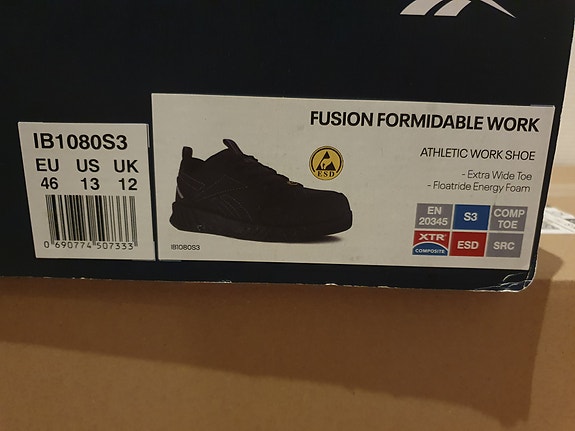 IB1080S3
EU US UK
46 13 12
0 690774 507333
FUSION FORMIDABLE WORK
ATHLETIC WORK SHOE
- Extra Wide Toe
- Floatride Energy Foam
ESD
IB1080S3
EN 20345
S3
COMP TOE
XTR
COMPOSITE
ESD
SRC